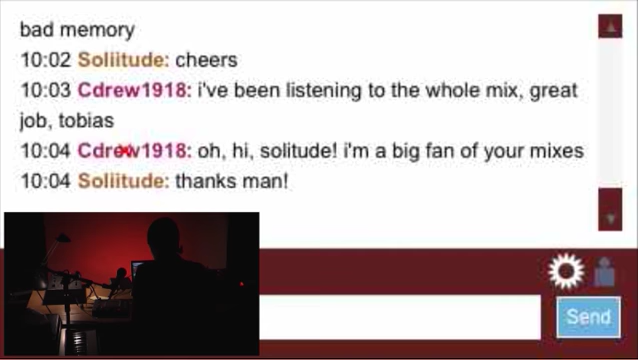 bad memory
10:02 Soliitude: cheers
10:03 Cdrew1918: i've been listening to the whole mix, great
job, tobias
10:04 Cdrew1918: oh, hi, solitude! i'm a big fan of your mixes
10:04 Soliitude: thanks man!
Send